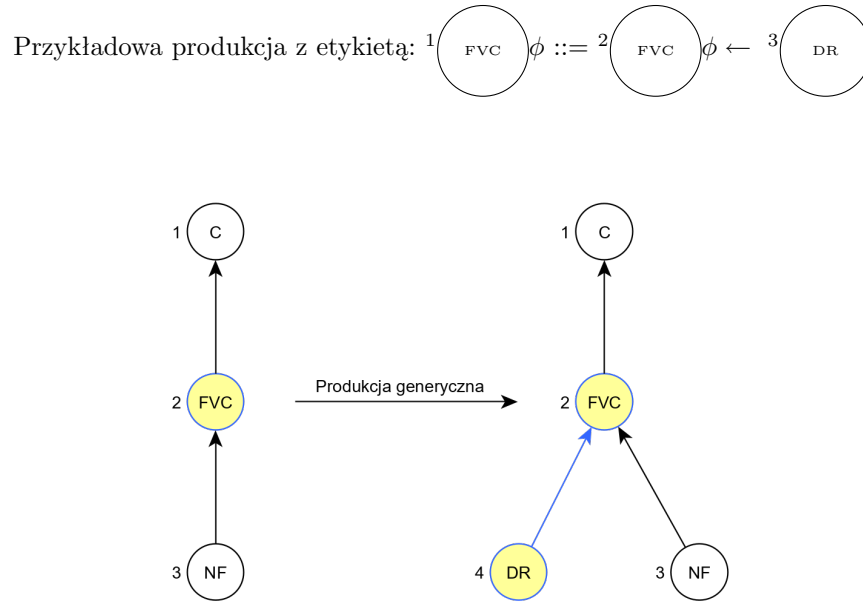 Przykładowa produkcja z etykietą: 1 FVC ϕ ::= 2 FVC ϕ ← 3 DR
1 C 1 C
Produkcja generyczna
2 FVC 2 FVC
3 NF 4 DR 3 NF